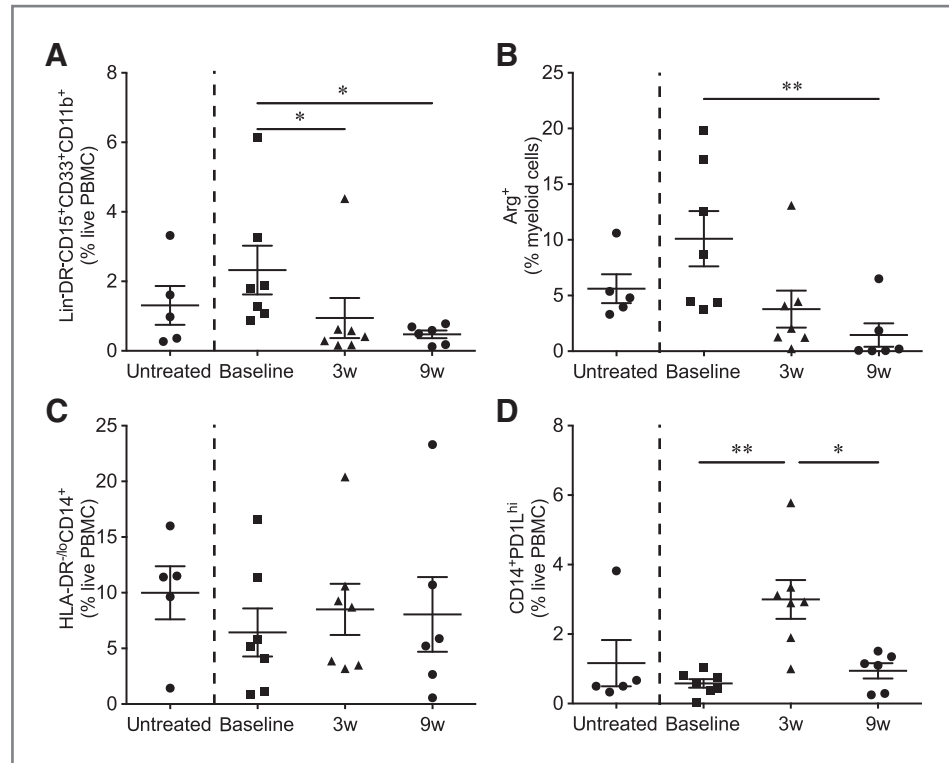 A
Lin⁻DR⁻CD15⁺CD33⁺CD11b⁺
(% live PBMC)
8
6
4
2
0
*
*
Untreated Baseline 3w 9w
B
Arg⁺
(% myeloid cells)
25
20
15
10
5
0
**
Untreated Baseline 3w 9w
C
HLA-DR⁻/ˡᵒCD14⁺
(% live PBMC)
25
20
15
10
5
0
Untreated Baseline 3w 9w
D
CD14⁺PD1Lʰⁱ
(% live PBMC)
8
6
4
2
0
** *
Untreated Baseline 3w 9w